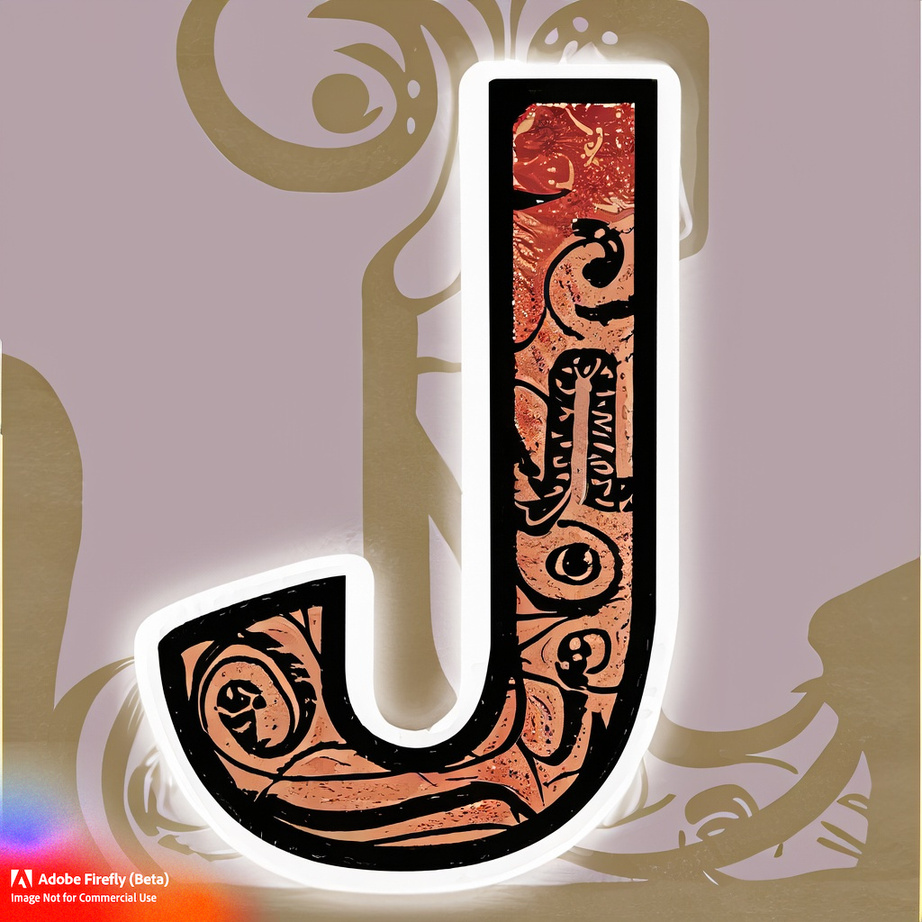 J
Adobe Firefly (Beta)
Image Not for Commercial Use